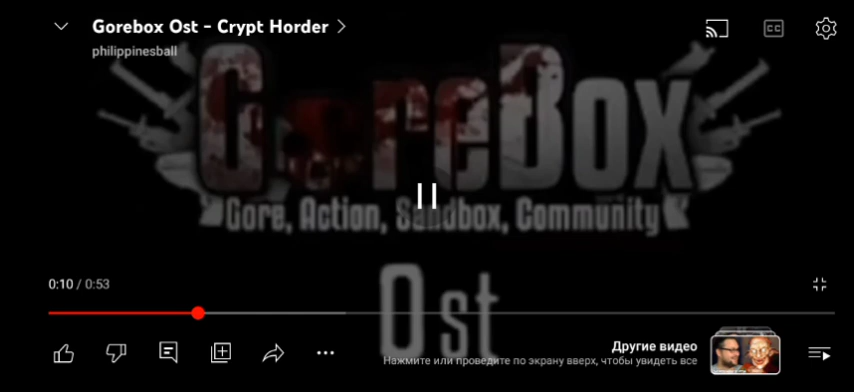 Gorebox Ost - Crypt Horder
philippinesball
CC
GoreBox
Gore, Action, Sandbox, Community
0:10 / 0:53
Ost
Другие видео
Нажмите или проведите по экрану вверх, чтобы увидеть все